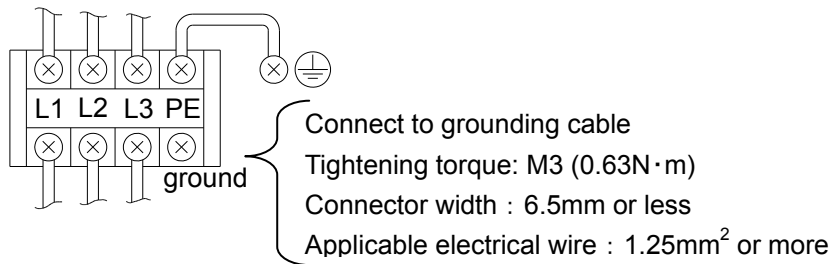 L1 L2 L3 PE
ground
Connect to grounding cable
Tightening torque: M3 (0.63N・m)
Connector width：6.5mm or less
Applicable electrical wire：1.25mm² or more